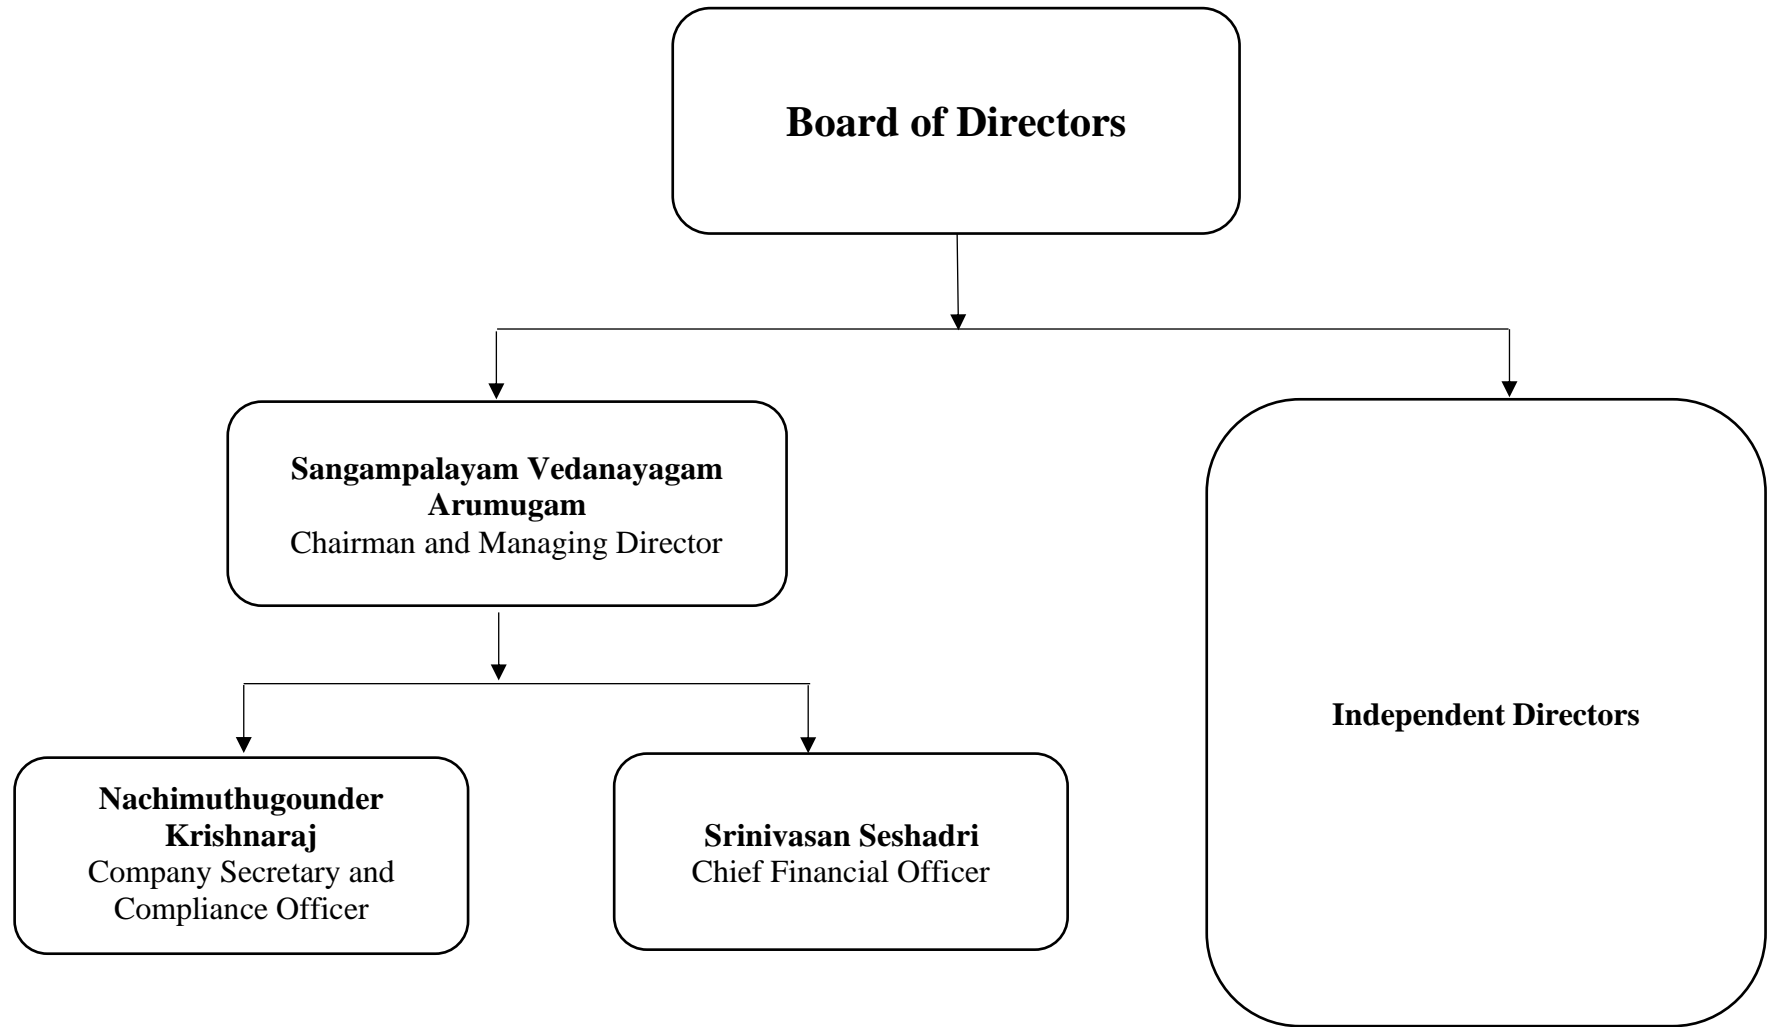 Board of Directors
Sangampalayam Vedanayagam
Arumugam
Chairman and Managing Director
Independent Directors
Nachimuthugounder
Krishnaraj
Company Secretary and
Compliance Officer
Srinivasan Seshadri
Chief Financial Officer